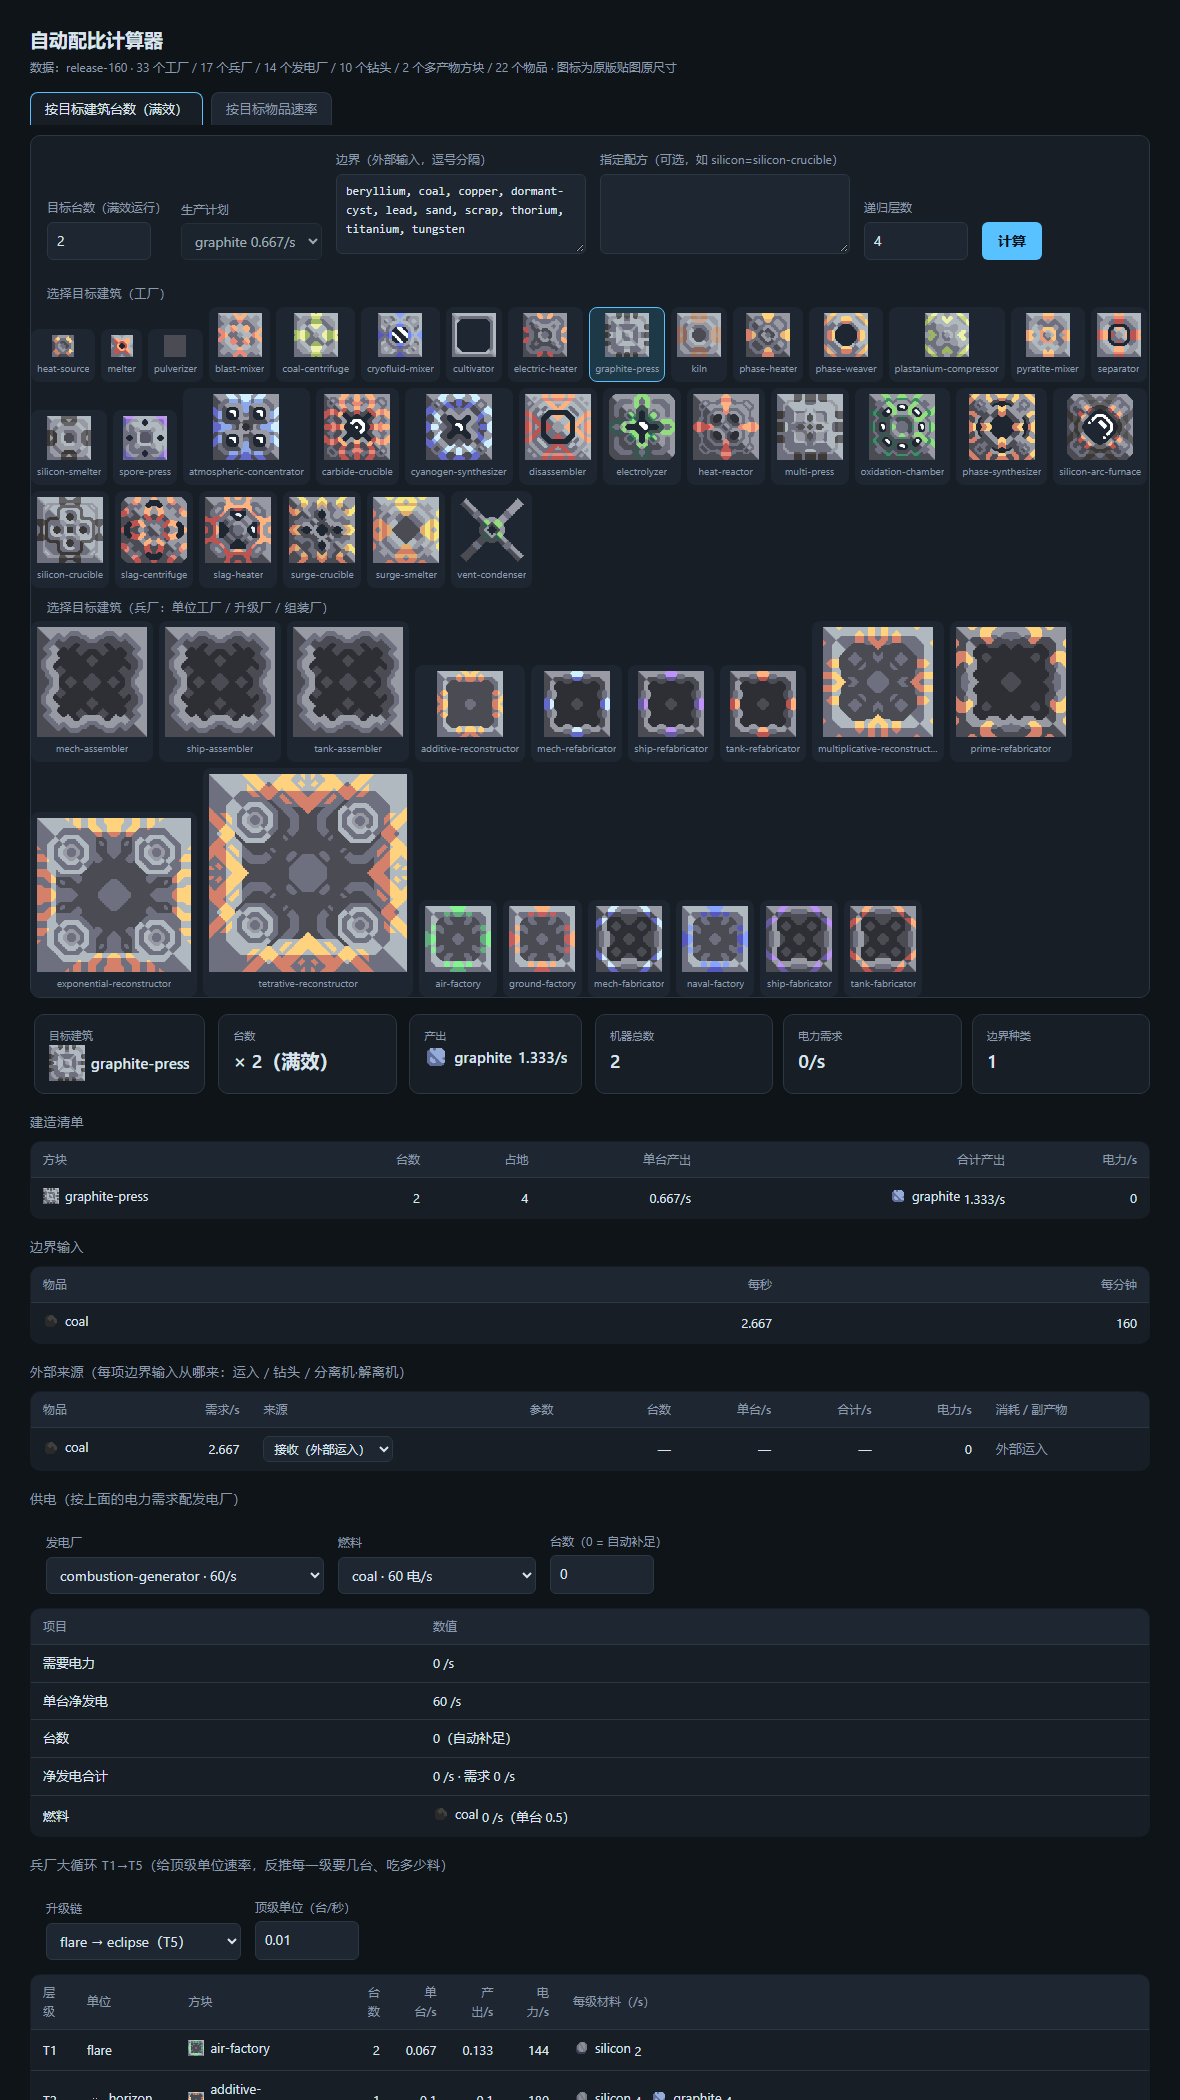 自动配比计算器
数据：release-160 · 33 个工厂 / 17 个兵厂 / 14 个发电厂 / 10 个钻头 / 2 个多产物方块 / 22 个物品 · 图标为原版贴图原尺寸
按目标建筑台数（满效） 按目标物品速率
边界（外部输入，逗号分隔） 指定配方（可选，如 silicon=silicon-crucible）
目标台数（满效运行） 生产计划 递归层数
beryllium, coal, copper, dormant-
cyst, lead, sand, scrap, thorium,
titanium, tungsten
2 graphite 0.667/s 4 计算
选择目标建筑（工厂）
heat-source melter pulverizer blast-mixer coal-centrifuge cryofluid-mixer cultivator electric-heater graphite-press kiln phase-heater phase-weaver plastanium-compressor pyratite-mixer separator
silicon-smelter spore-press atmospheric-concentrator carbide-crucible cyanogen-synthesizer disassembler electrolyzer heat-reactor multi-press oxidation-chamber phase-synthesizer silicon-arc-furnace
silicon-crucible slag-centrifuge slag-heater surge-crucible surge-smelter vent-condenser
选择目标建筑（兵厂：单位工厂 / 升级厂 / 组装厂）
mech-assembler ship-assembler tank-assembler additive-reconstructor mech-refabricator ship-refabricator tank-refabricator multiplicative-reconstruct... prime-refabricator
exponential-reconstructor tetrative-reconstructor air-factory ground-factory mech-fabricator naval-factory ship-fabricator tank-fabricator
目标建筑 台数 产出 机器总数 电力需求 边界种类
graphite-press × 2（满效） graphite 1.333/s 2 0/s 1
建造清单
方块 台数 占地 单台产出 合计产出 电力/s
graphite-press 2 4 0.667/s graphite 1.333/s 0
边界输入
物品 每秒 每分钟
coal 2.667 160
外部来源（每项边界输入从哪来：运入 / 钻头 / 分离机·解离机）
物品 需求/s 来源 参数 台数 单台/s 合计/s 电力/s 消耗 / 副产物
coal 2.667 接收（外部运入） — — — 0 外部运入
供电（按上面的电力需求配发电厂）
发电厂 燃料 台数（0 = 自动补足）
combustion-generator · 60/s coal · 60 电/s 0
项目 数值
需要电力 0 /s
单台净发电 60 /s
台数 0（自动补足）
净发电合计 0 /s · 需求 0 /s
燃料 coal 0 /s（单台 0.5）
兵厂大循环 T1→T5（给顶级单位速率，反推每一级要几台、吃多少料）
升级链 顶级单位（台/秒）
flare → eclipse（T5） 0.01
层级 单位 方块 台数 单台/s 产出/s 电力/s 每级材料（/s）
T1 flare air-factory 2 0.067 0.133 144 silicon 2
T2 horizon additive- 1 0.1 0.1 180 silicon 4 graphite 4